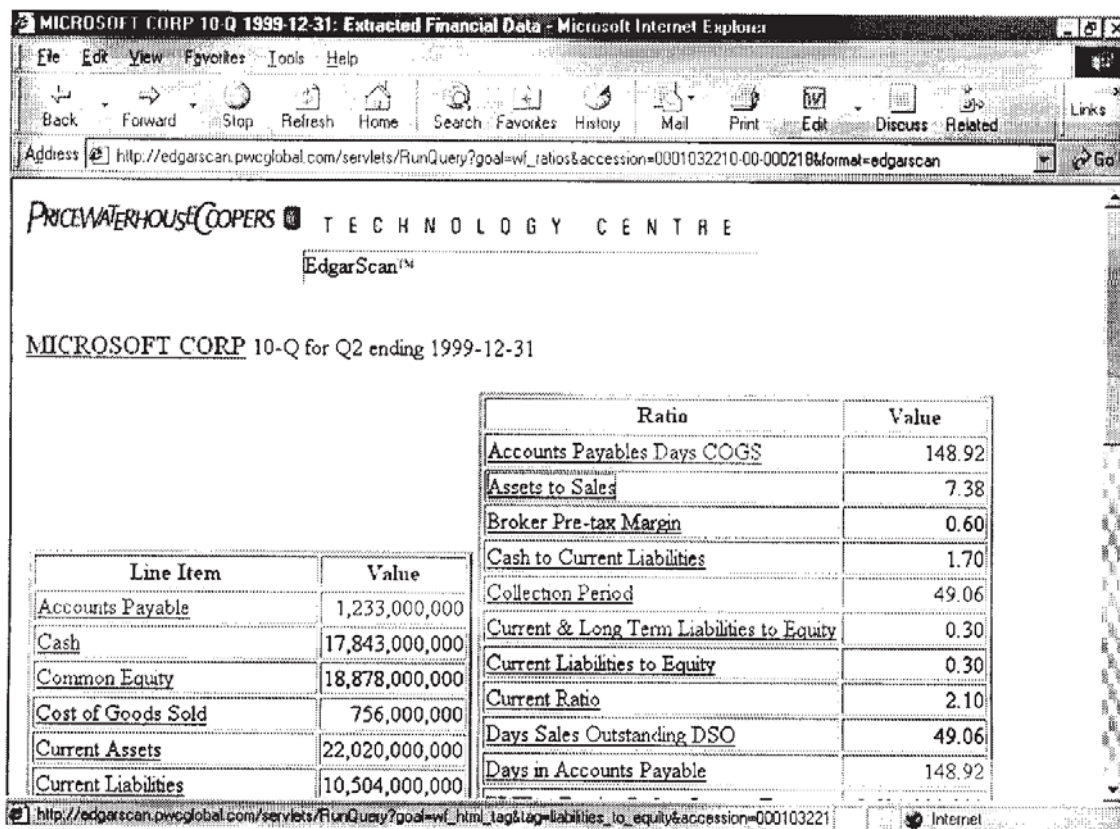 MICROSOFT CORP 10-Q 1999-12-31: Extracted Financial Data - Microsoft Internet Explorer
File Edit View Favorites Tools Help
Back Forward Stop Refresh Home Search Favorites History Mail Print Edit Discuss Related Links
Address http://edgarscan.pwcglobal.com/servlets/RunQuery?goal=wf_ratios&accession=0001032210-00-000218&format=edgarscan Go
PRICEWATERHOUSECOOPERS TECHNOLOGY CENTRE
EdgarScan™
MICROSOFT CORP 10-Q for Q2 ending 1999-12-31
Line Item Value
Accounts Payable 1,233,000,000
Cash 17,843,000,000
Common Equity 18,878,000,000
Cost of Goods Sold 756,000,000
Current Assets 22,020,000,000
Current Liabilities 10,504,000,000
Ratio Value
Accounts Payables Days COGS 148.92
Assets to Sales 7.38
Broker Pre-tax Margin 0.60
Cash to Current Liabilities 1.70
Collection Period 49.06
Current & Long Term Liabilities to Equity 0.30
Current Liabilities to Equity 0.30
Current Ratio 2.10
Days Sales Outstanding DSO 49.06
Days in Accounts Payable 148.92
http://edgarscan.pwcglobal.com/servlets/RunQuery?goal=wf_html_tag&tag=liabilities_to_equity&accession=000103221 Internet